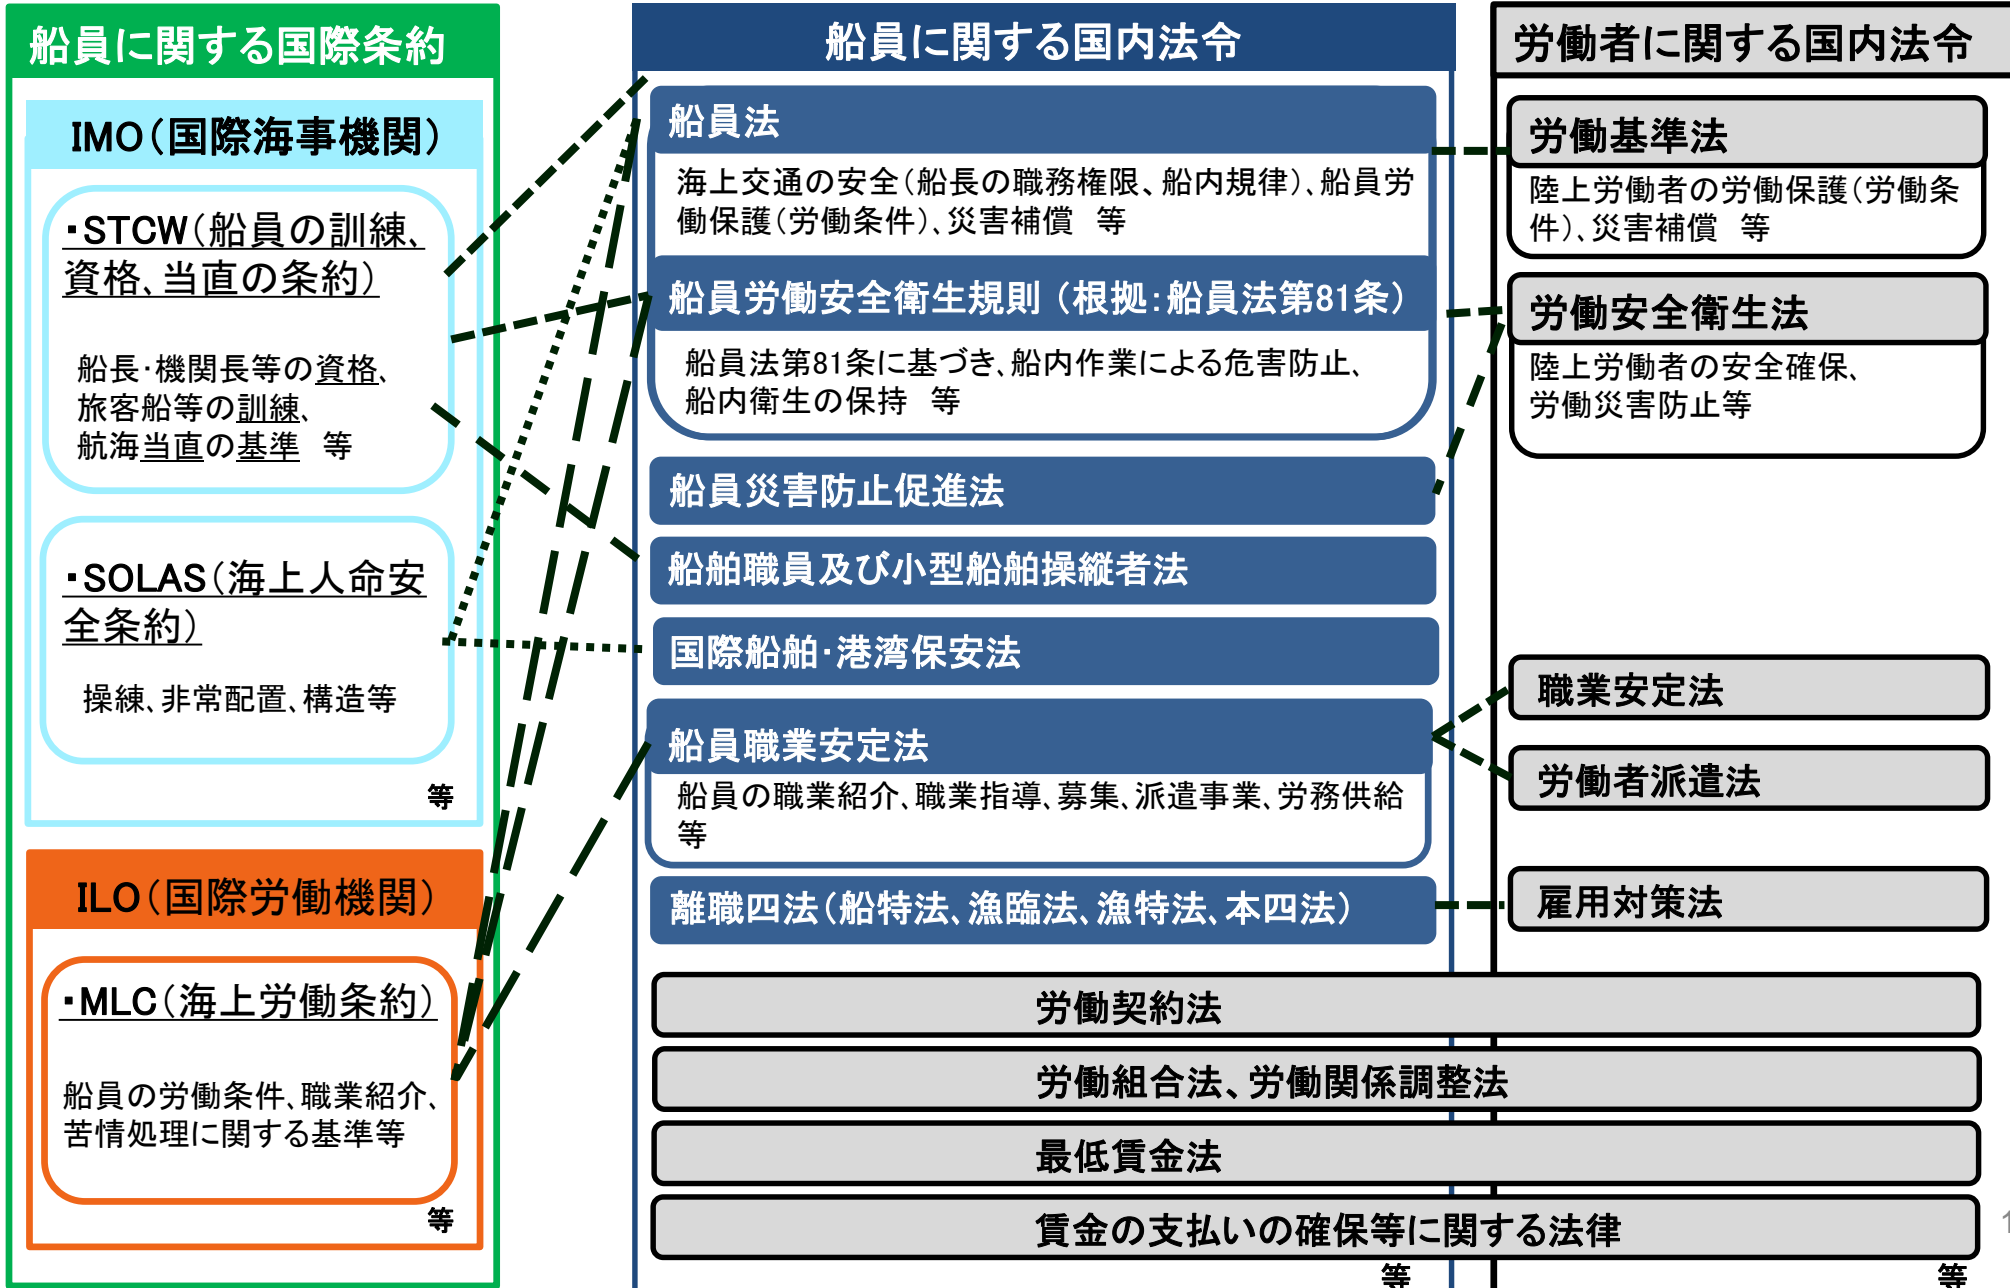 船員に関する国際条約
IMO(国際海事機関)
▪STCW(船員の訓練、
資格、当直の条約)
船長・機関長等の資格、
旅客船等の訓練、
航海当直の基準 等
▪SOLAS(海上人命安
全条約)
操練、非常配置、構造等
等
ILO(国際労働機関)
▪MLC(海上労働条約)
船員の労働条件、職業紹介、
苦情処理に関する基準等
等
船員に関する国内法令
船員法
海上交通の安全(船長の職務権限、船内規律)、船員労
働保護(労働条件)、災害補償 等
船員労働安全衛生規則(根拠:船員法第81条)
船員法第81条に基づき、船内作業による危害防止、
船内衛生の保持 等
船員災害防止促進法
船舶職員及び小型船舶操縦者法
国際船舶・港湾保安法
船員職業安定法
船員の職業紹介、職業指導、募集、派遣事業、労務供給
等
離職四法(船特法、漁臨法、漁特法、本四法)
労働者に関する国内法令
労働基準法
陸上労働者の労働保護(労働条
件)、災害補償 等
労働安全衛生法
陸上労働者の安全確保、
労働災害防止等
職業安定法
労働者派遣法
雇用対策法
労働契約法
労働組合法、労働関係調整法
最低賃金法
賃金の支払いの確保等に関する法律
等
等
1